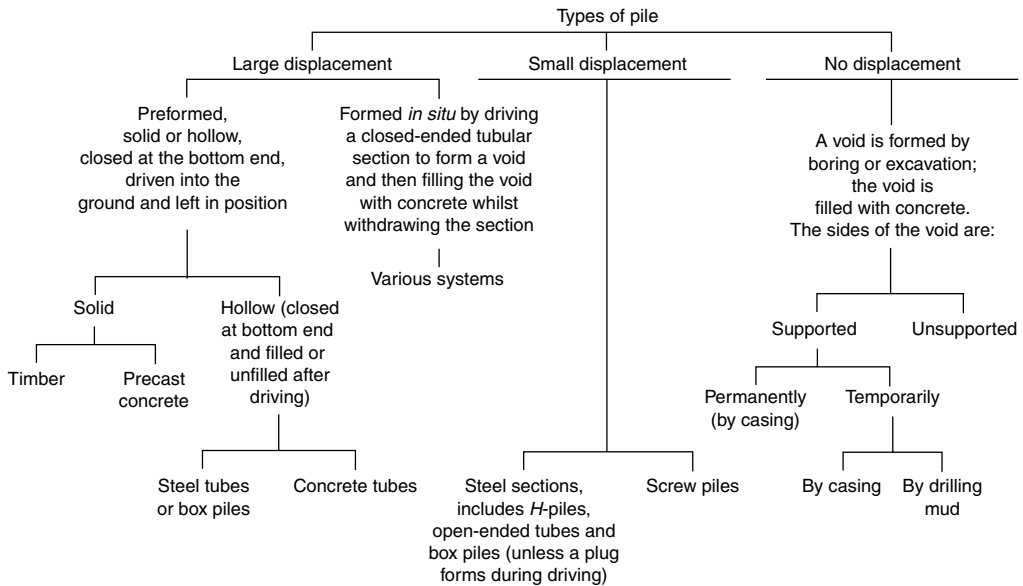 Types of pile
Large displacement
Small displacement
No displacement
Preformed,
solid or hollow,
closed at the bottom end,
driven into the
ground and left in position
Formed in situ by driving
a closed-ended tubular
section to form a void
and then filling the void
with concrete whilst
withdrawing the section
A void is formed by
boring or excavation;
the void is
filled with concrete.
The sides of the void are:
Various systems
Solid
Hollow (closed
at bottom end
and filled or
unfilled after
driving)
Supported
Unsupported
Timber
Precast
concrete
Permanently
(by casing)
Temporarily
Steel tubes
or box piles
Concrete tubes
Steel sections,
includes H-piles,
open-ended tubes and
box piles (unless a plug
forms during driving)
Screw piles
By casing
By drilling
mud